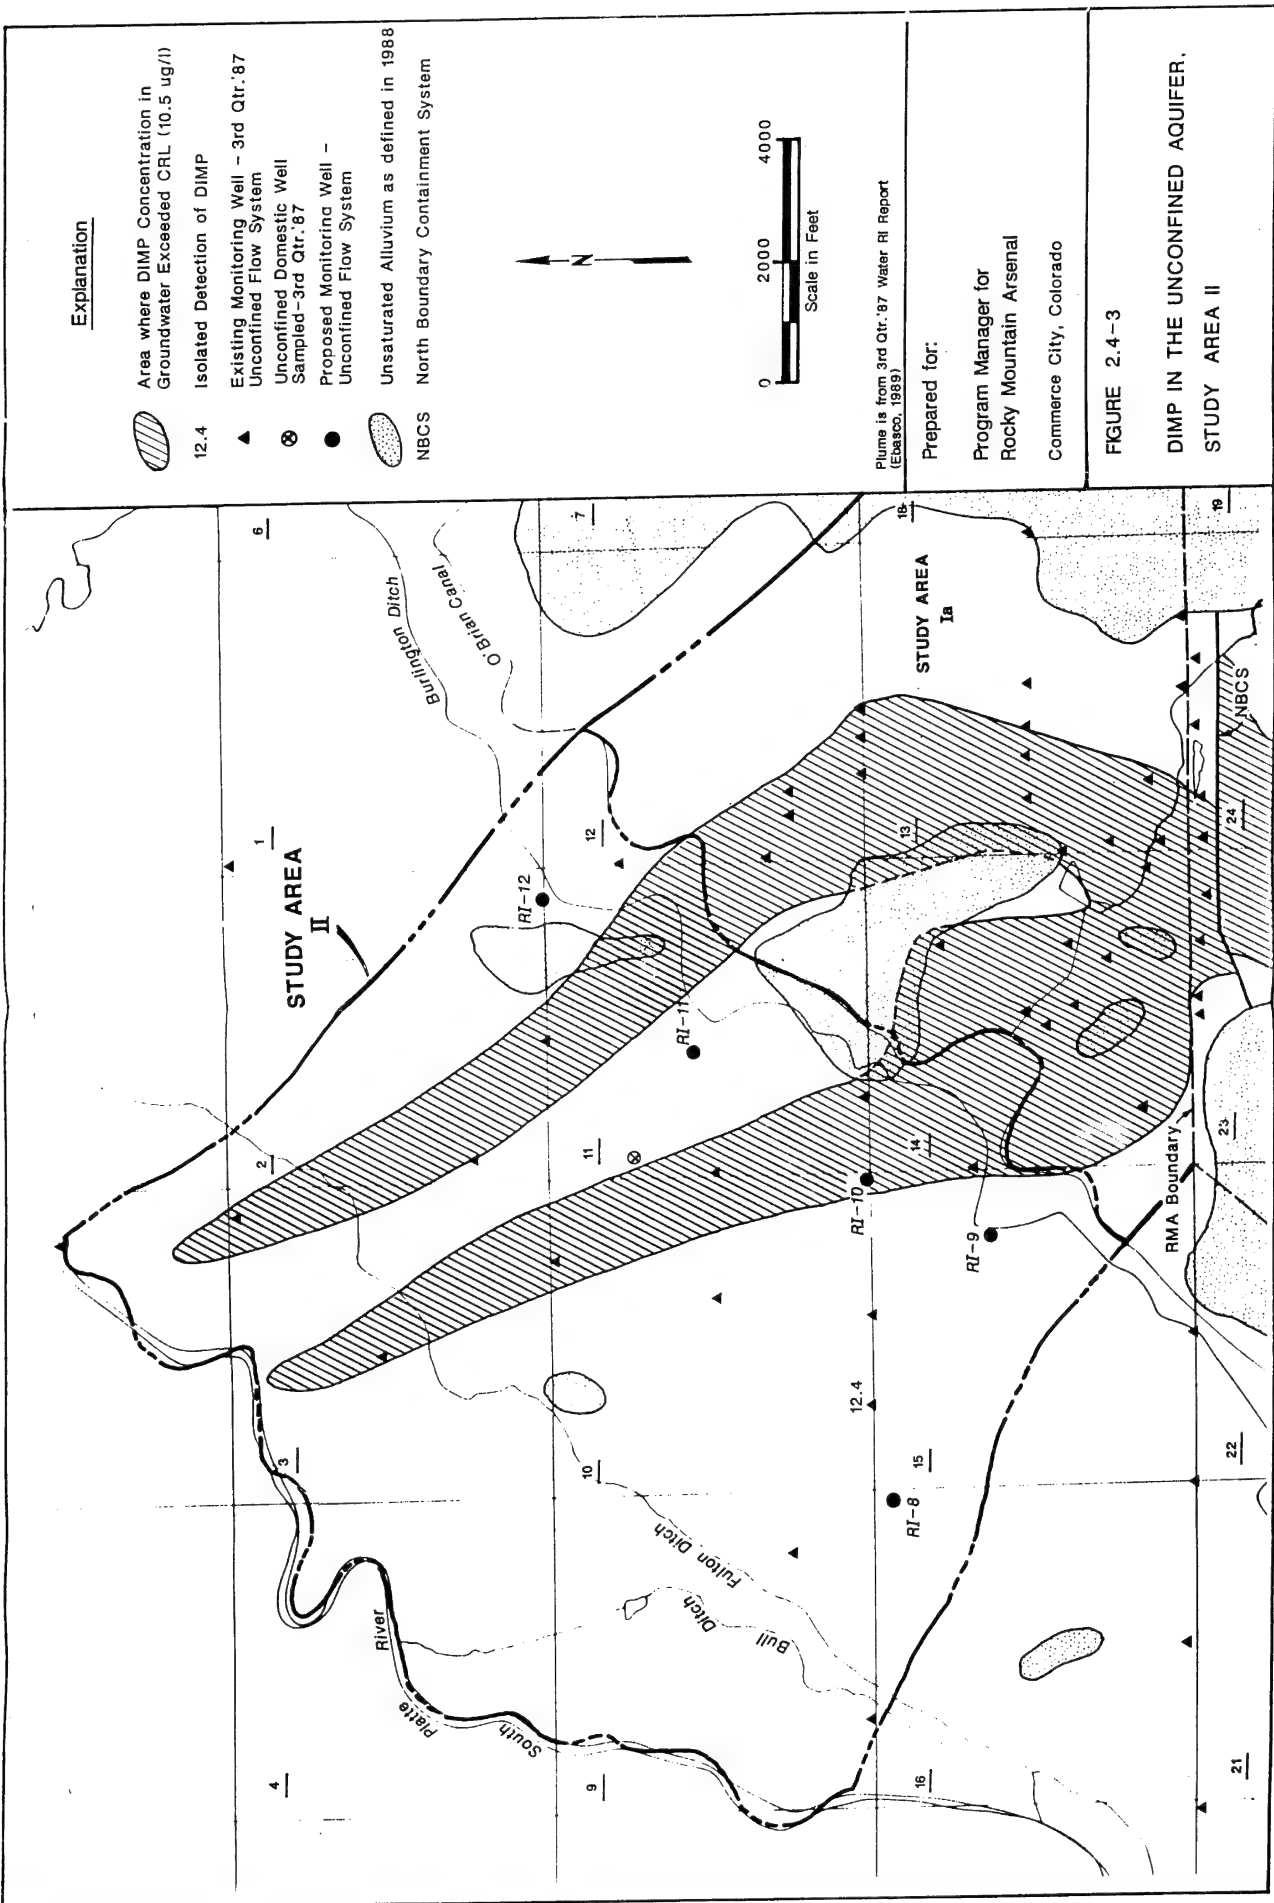 Explanation
Area where DIMP Concentration in
Groundwater Exceeded CRL (10.5 ug/l)
12.4 Isolated Detection of DIMP
Existing Monitoring Well - 3rd Qtr.'87
Unconfined Flow System
Unconfined Domestic Well
Sampled-3rd Qtr.'87
Proposed Monitoring Well -
Unconfined Flow System
Unsaturated Alluvium as defined in 1988
NBCS North Boundary Containment System
N
0 2000 4000
Scale in Feet
Plume is from 3rd Qtr.'87 Water RI Report
(Ebasco, 1989)
Prepared for:
Program Manager for
Rocky Mountain Arsenal
Commerce City, Colorado
FIGURE 2.4-3
DIMP IN THE UNCONFINED AQUIFER,
STUDY AREA II
6
Burlington Ditch
O'Brian Canal
7
18
19
STUDY AREA
Ia
NBCS
1
STUDY AREA
II
12
RI-12
13
24
RI-11
2
11
14
RI-10
RI-9
RMA Boundary
23
3
10
12.4
15
RI-8
22
Fulton Ditch
Bull
Ditch
River
Platte
South
4
9
16
21